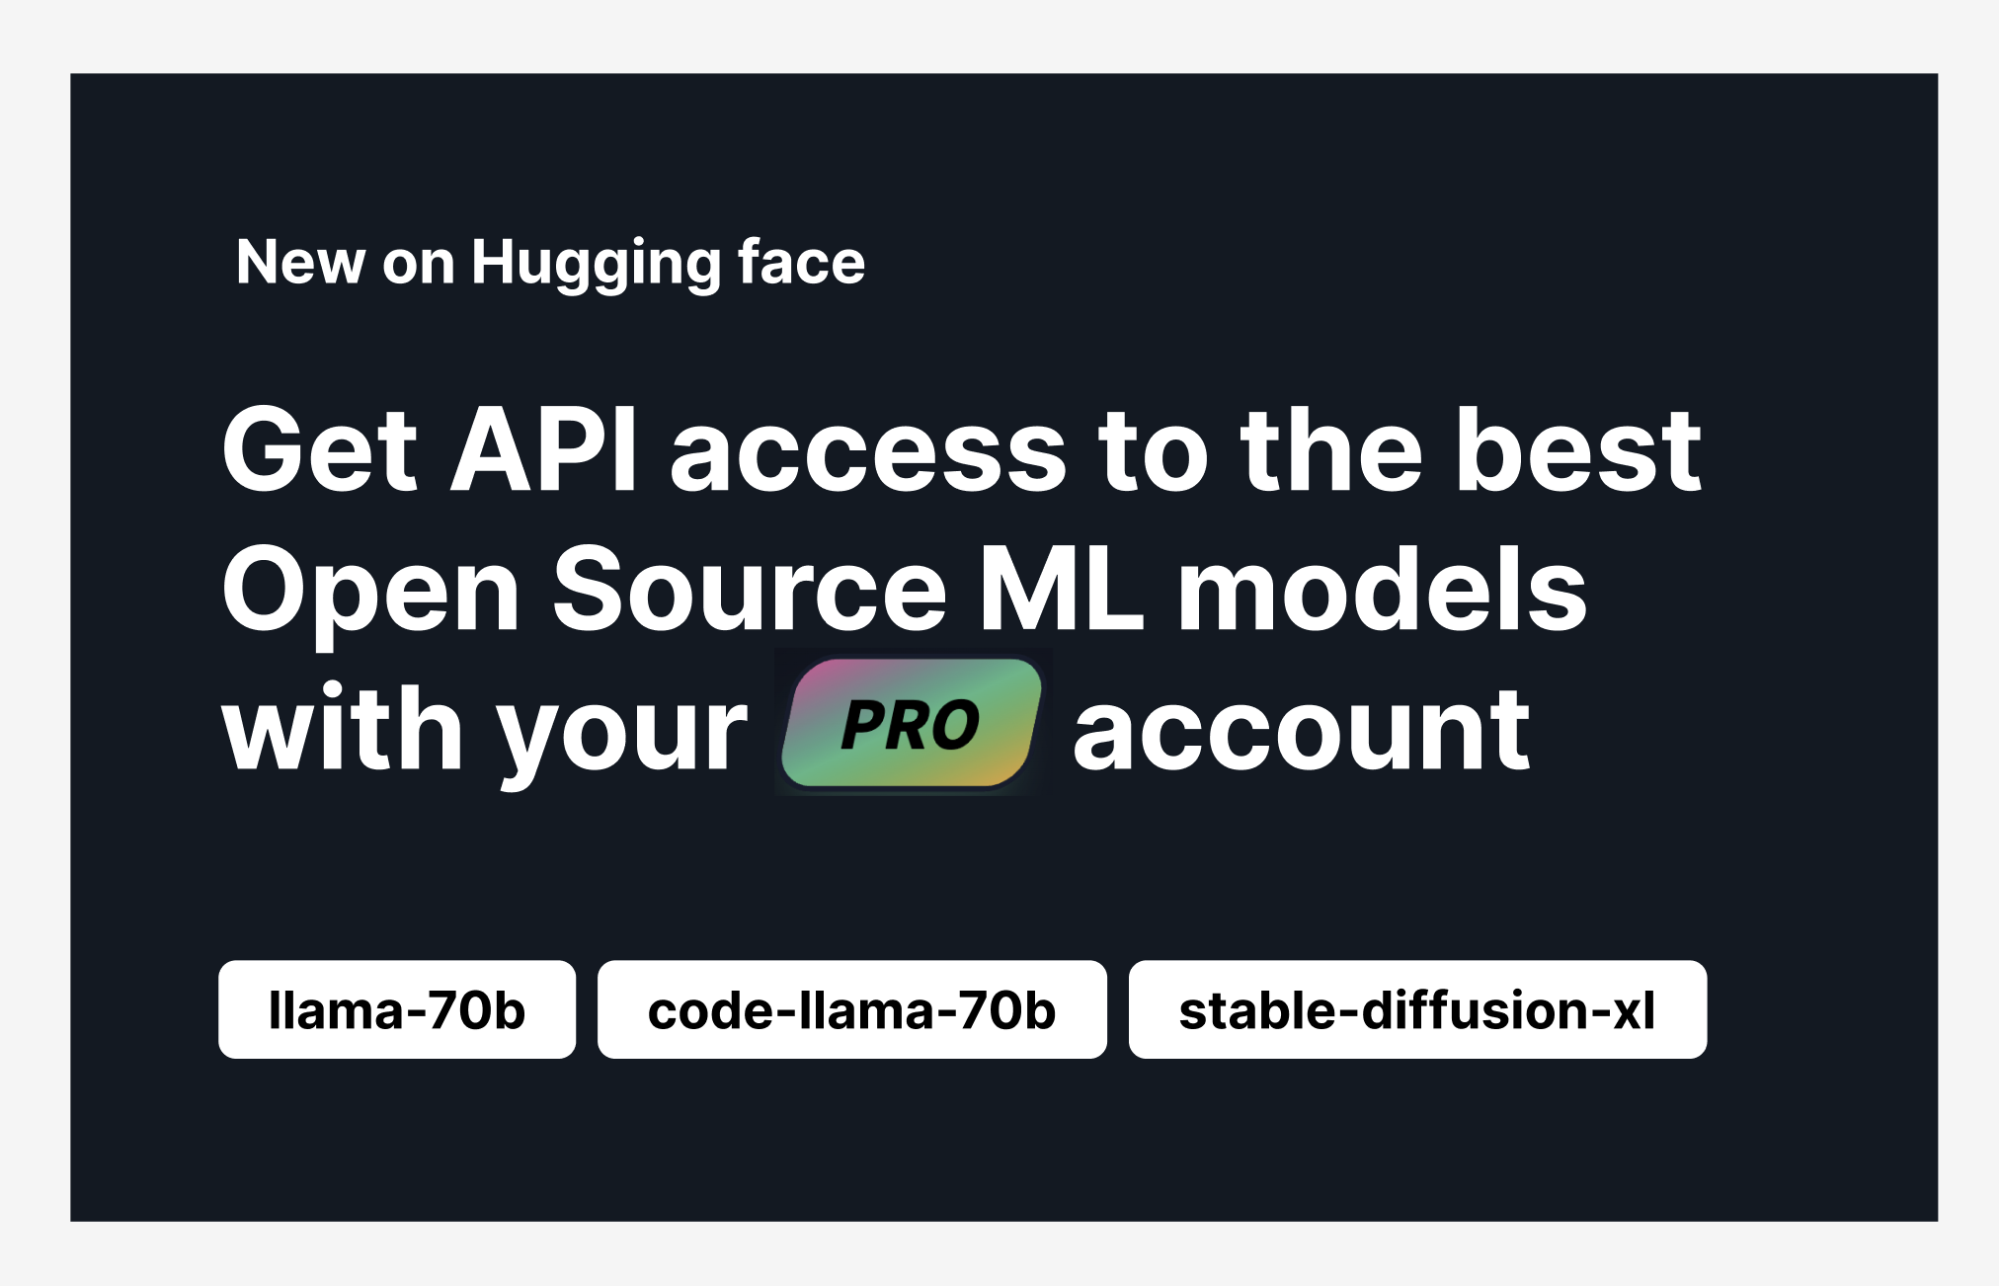 New on Hugging face
Get API access to the best
Open Source ML models
with your PRO account
llama-70b code-llama-70b stable-diffusion-xl